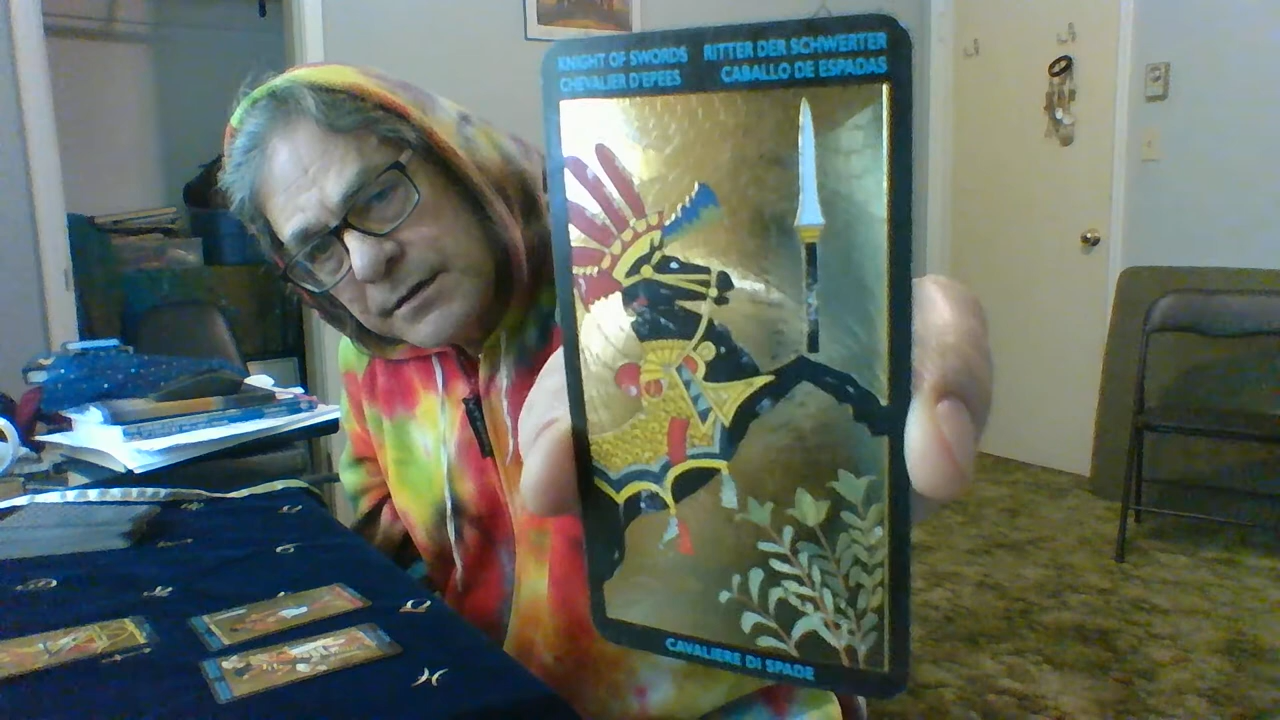 KNIGHT OF SWORDS RITTER DER SCHWERTER
CHEVALIER D'EPEES CABALLO DE ESPADAS
CAVALIERE DI SPADE